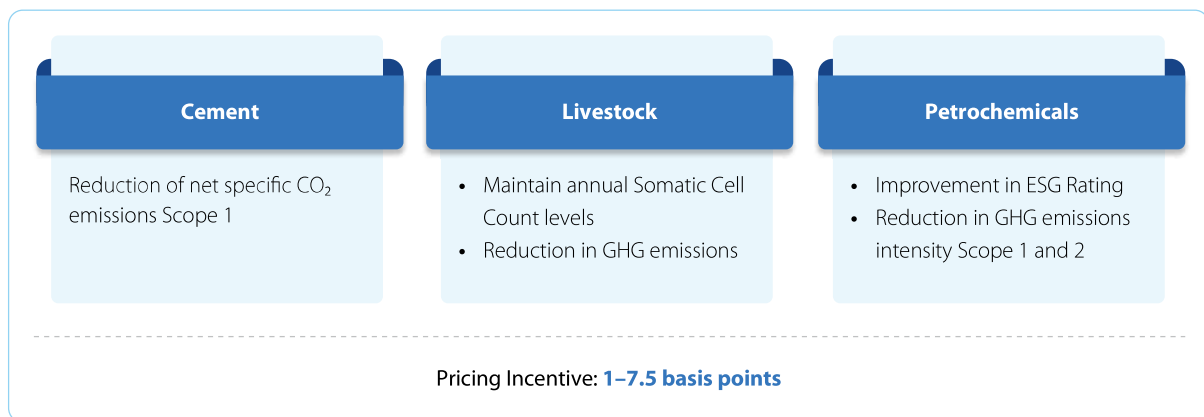 Cement
Reduction of net specific CO₂
emissions Scope 1
Livestock
• Maintain annual Somatic Cell
Count levels
• Reduction in GHG emissions
Petrochemicals
• Improvement in ESG Rating
• Reduction in GHG emissions
intensity Scope 1 and 2
Pricing Incentive: 1–7.5 basis points